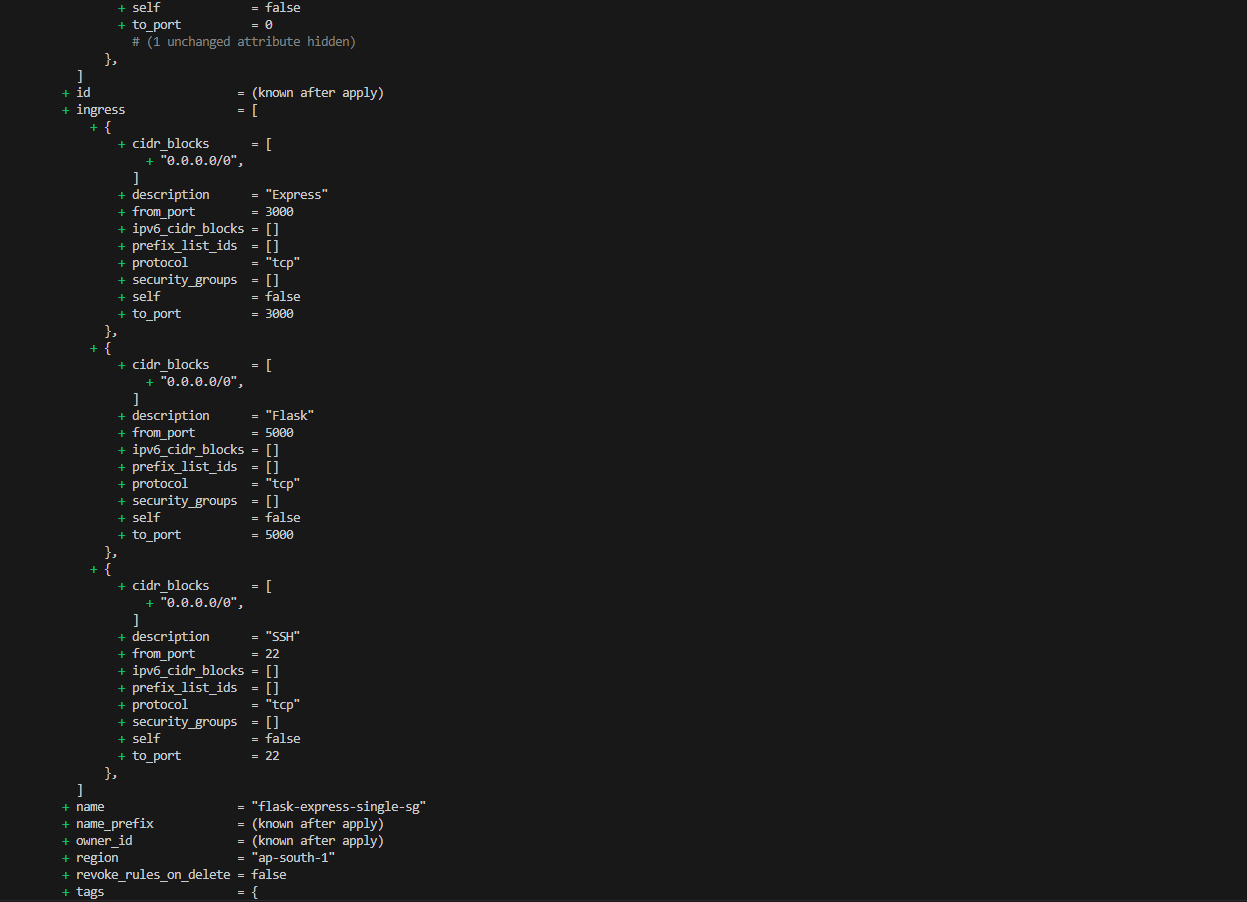 + self             = false
              + to_port          = 0
                # (1 unchanged attribute hidden)
            },
        ]
      + id                     = (known after apply)
      + ingress                = [
          + {
              + cidr_blocks      = [
                  + "0.0.0.0/0",
                ]
              + description      = "Express"
              + from_port        = 3000
              + ipv6_cidr_blocks = []
              + prefix_list_ids  = []
              + protocol         = "tcp"
              + security_groups  = []
              + self             = false
              + to_port          = 3000
            },
          + {
              + cidr_blocks      = [
                  + "0.0.0.0/0",
                ]
              + description      = "Flask"
              + from_port        = 5000
              + ipv6_cidr_blocks = []
              + prefix_list_ids  = []
              + protocol         = "tcp"
              + security_groups  = []
              + self             = false
              + to_port          = 5000
            },
          + {
              + cidr_blocks      = [
                  + "0.0.0.0/0",
                ]
              + description      = "SSH"
              + from_port        = 22
              + ipv6_cidr_blocks = []
              + prefix_list_ids  = []
              + protocol         = "tcp"
              + security_groups  = []
              + self             = false
              + to_port          = 22
            },
        ]
      + name                   = "flask-express-single-sg"
      + name_prefix            = (known after apply)
      + owner_id               = (known after apply)
      + region                 = "ap-south-1"
      + revoke_rules_on_delete = false
      + tags                   = {